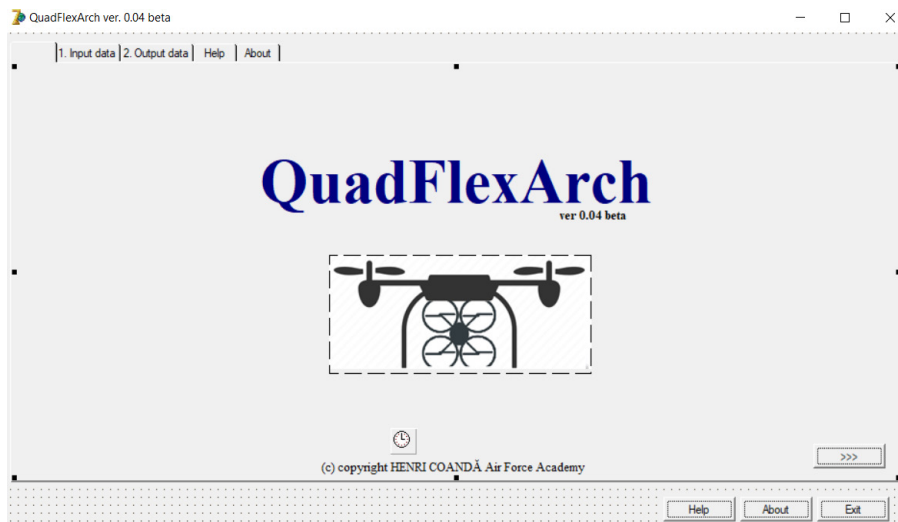 QuadFlexArch ver. 0.04 beta
1. Input data 2. Output data Help About
QuadFlexArch
ver 0.04 beta
(c) copyright HENRI COANDĂ Air Force Academy
>>>
Help About Exit